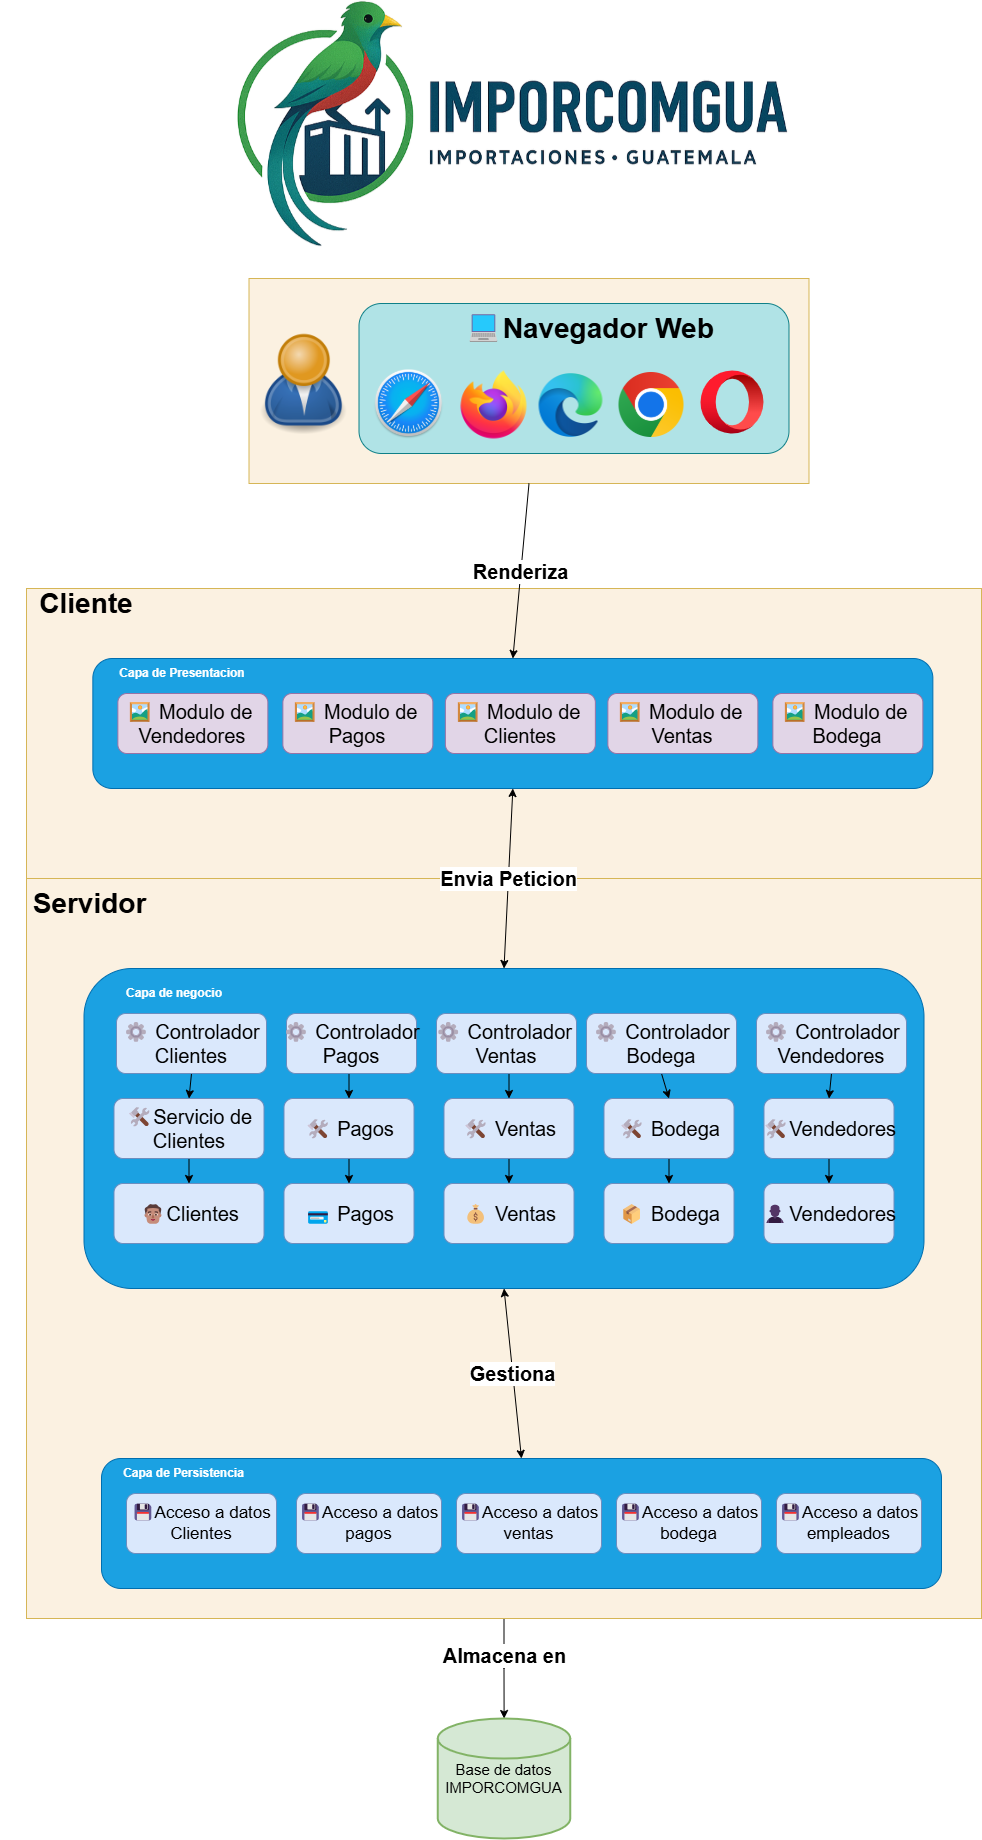 IMPORCOMGUA
IMPORTACIONES • GUATEMALA
Navegador Web
Renderiza
Cliente
Capa de Presentacion
Modulo de
Vendedores
Modulo de
Pagos
Modulo de
Clientes
Modulo de
Ventas
Modulo de
Bodega
Envia Peticion
Servidor
Capa de negocio
Controlador
Clientes
Controlador
Pagos
Controlador
Ventas
Controlador
Bodega
Controlador
Vendedores
Servicio de
Clientes
Pagos
Ventas
Bodega
Vendedores
Clientes
Pagos
Ventas
Bodega
Vendedores
Gestiona
Capa de Persistencia
Acceso a datos
Clientes
Acceso a datos
pagos
Acceso a datos
ventas
Acceso a datos
bodega
Acceso a datos
empleados
Almacena en
Base de datos
IMPORCOMGUA